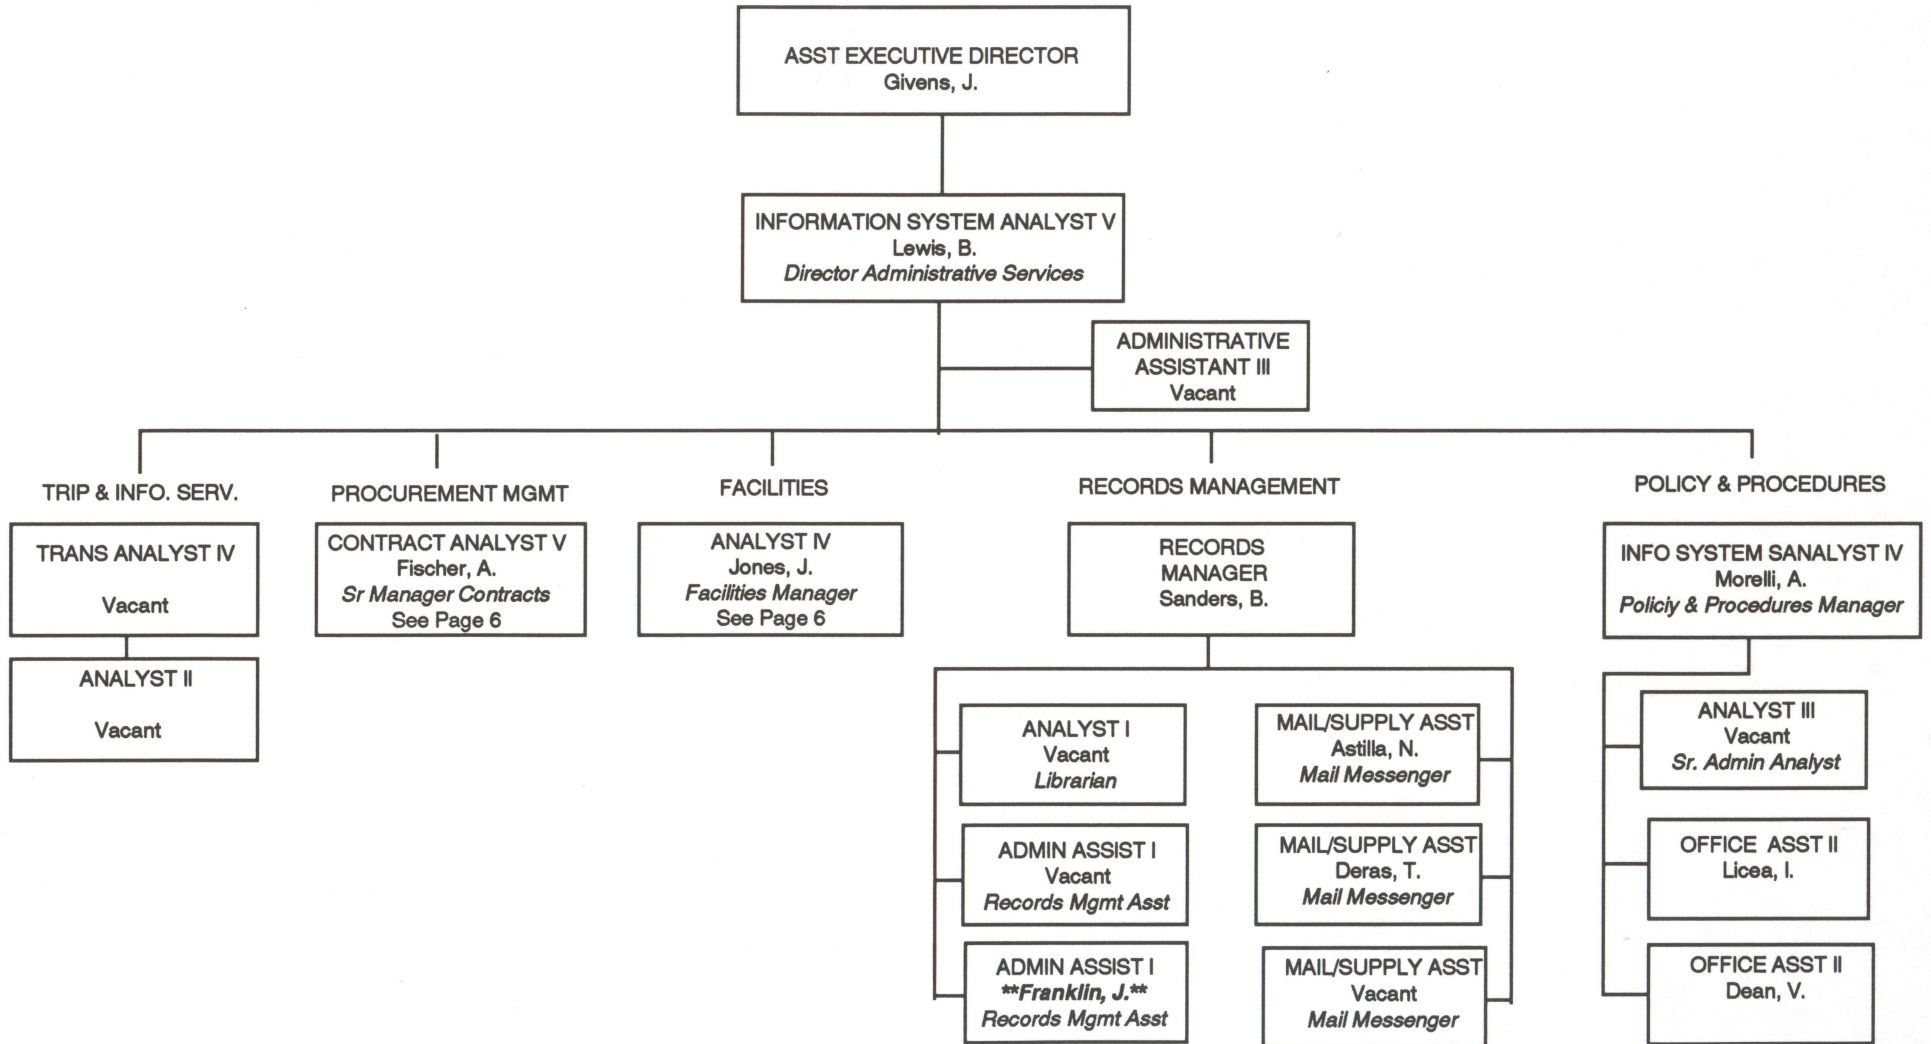 ASST EXECUTIVE DIRECTOR
Givens, J.
INFORMATION SYSTEM ANALYST V
Lewis, B.
Director Administrative Services
ADMINISTRATIVE
ASSISTANT III
Vacant
TRIP & INFO. SERV.
TRANS ANALYST IV
Vacant
ANALYST II
Vacant
PROCUREMENT MGMT
CONTRACT ANALYST V
Fischer, A.
Sr Manager Contracts
See Page 6
FACILITIES
ANALYST IV
Jones, J.
Facilities Manager
See Page 6
RECORDS MANAGEMENT
RECORDS
MANAGER
Sanders, B.
ANALYST I
Vacant
Librarian
ADMIN ASSIST I
Vacant
Records Mgmt Asst
ADMIN ASSIST I
**Franklin, J.**
Records Mgmt Asst
MAIL/SUPPLY ASST
Astilla, N.
Mail Messenger
MAIL/SUPPLY ASST
Deras, T.
Mail Messenger
MAIL/SUPPLY ASST
Vacant
Mail Messenger
POLICY & PROCEDURES
INFO SYSTEM SANALYST IV
Morelli, A.
Policiy & Procedures Manager
ANALYST III
Vacant
Sr. Admin Analyst
OFFICE ASST II
Licea, I.
OFFICE ASST II
Dean, V.